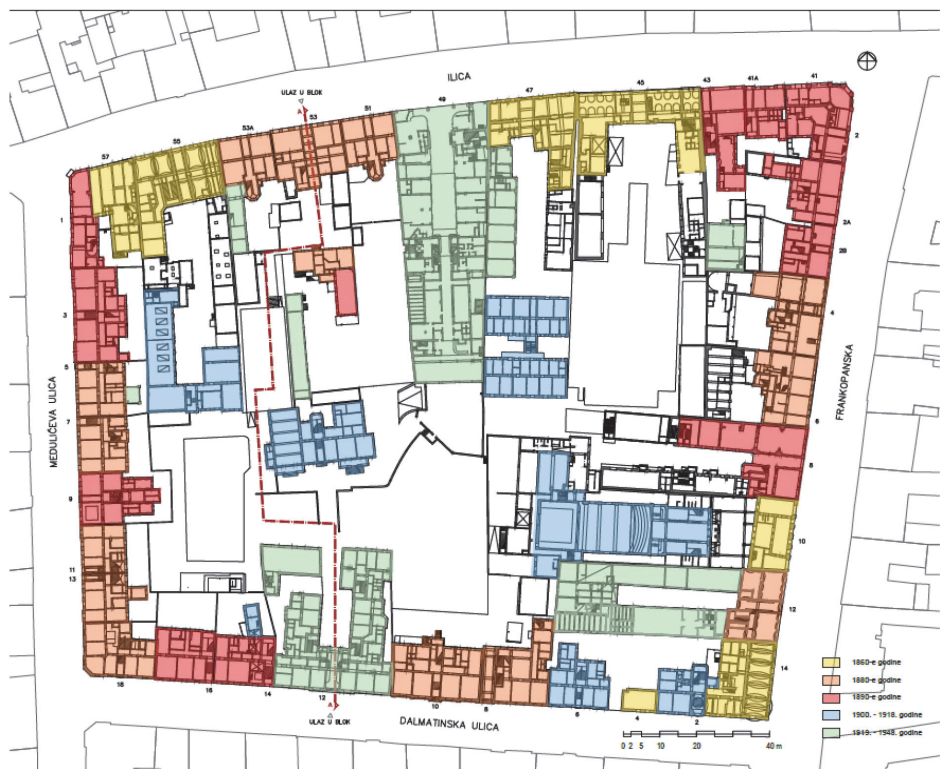 ILICA
ULAZ U BLOK
A
57
55
53A
53
51
49
47
45
43
41A
41
2
2A
2B
4
6
8
10
12
14
FRANKOPANSKA
1
3
5
7
9
11
13
MEDULIĆEVA ULICA
18
16
14
12
10
8
6
4
2
A
ULAZ U BLOK
DALMATINSKA ULICA
1860-e godine
1880-e godine
1890-e godine
1900. - 1918. godine
1919. - 1948. godine
0 2 5 10 20 40 m